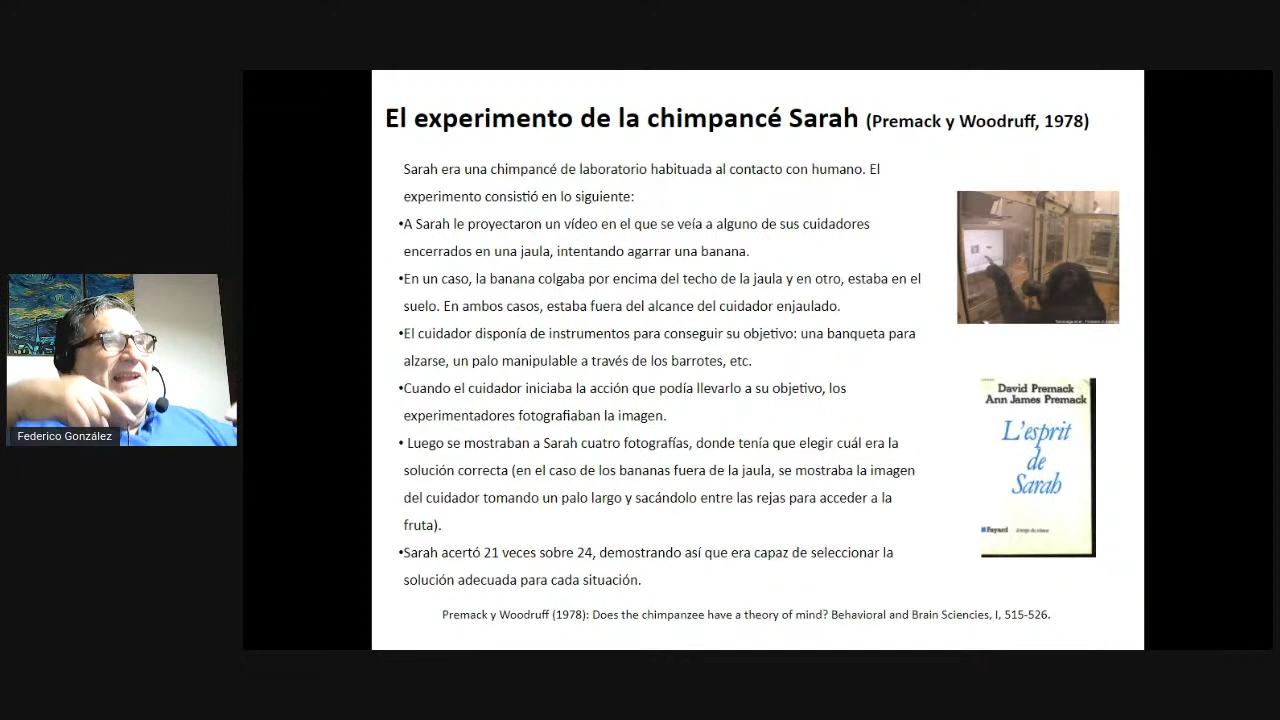 El experimento de la chimpancé Sarah (Premack y Woodruff, 1978)
Sarah era una chimpancé de laboratorio habituada al contacto con humano. El
experimento consistió en lo siguiente:
•A Sarah le proyectaron un vídeo en el que se veía a alguno de sus cuidadores
encerrados en una jaula, intentando agarrar una banana.
•En un caso, la banana colgaba por encima del techo de la jaula y en otro, estaba en el
suelo. En ambos casos, estaba fuera del alcance del cuidador enjaulado.
•El cuidador disponía de instrumentos para conseguir su objetivo: una banqueta para
alzarse, un palo manipulable a través de los barrotes, etc.
•Cuando el cuidador iniciaba la acción que podía llevarlo a su objetivo, los
experimentadores fotografiaban la imagen.
• Luego se mostraban a Sarah cuatro fotografías, donde tenía que elegir cuál era la
solución correcta (en el caso de los bananas fuera de la jaula, se mostraba la imagen
del cuidador tomando un palo largo y sacándolo entre las rejas para acceder a la
fruta).
•Sarah acertó 21 veces sobre 24, demostrando así que era capaz de seleccionar la
solución adecuada para cada situación.
Premack y Woodruff (1978): Does the chimpanzee have a theory of mind? Behavioral and Brain Sciencies, I, 515-526.
David Premack
Ann James Premack
L'esprit
de
Sarah
Fayard
Federico González